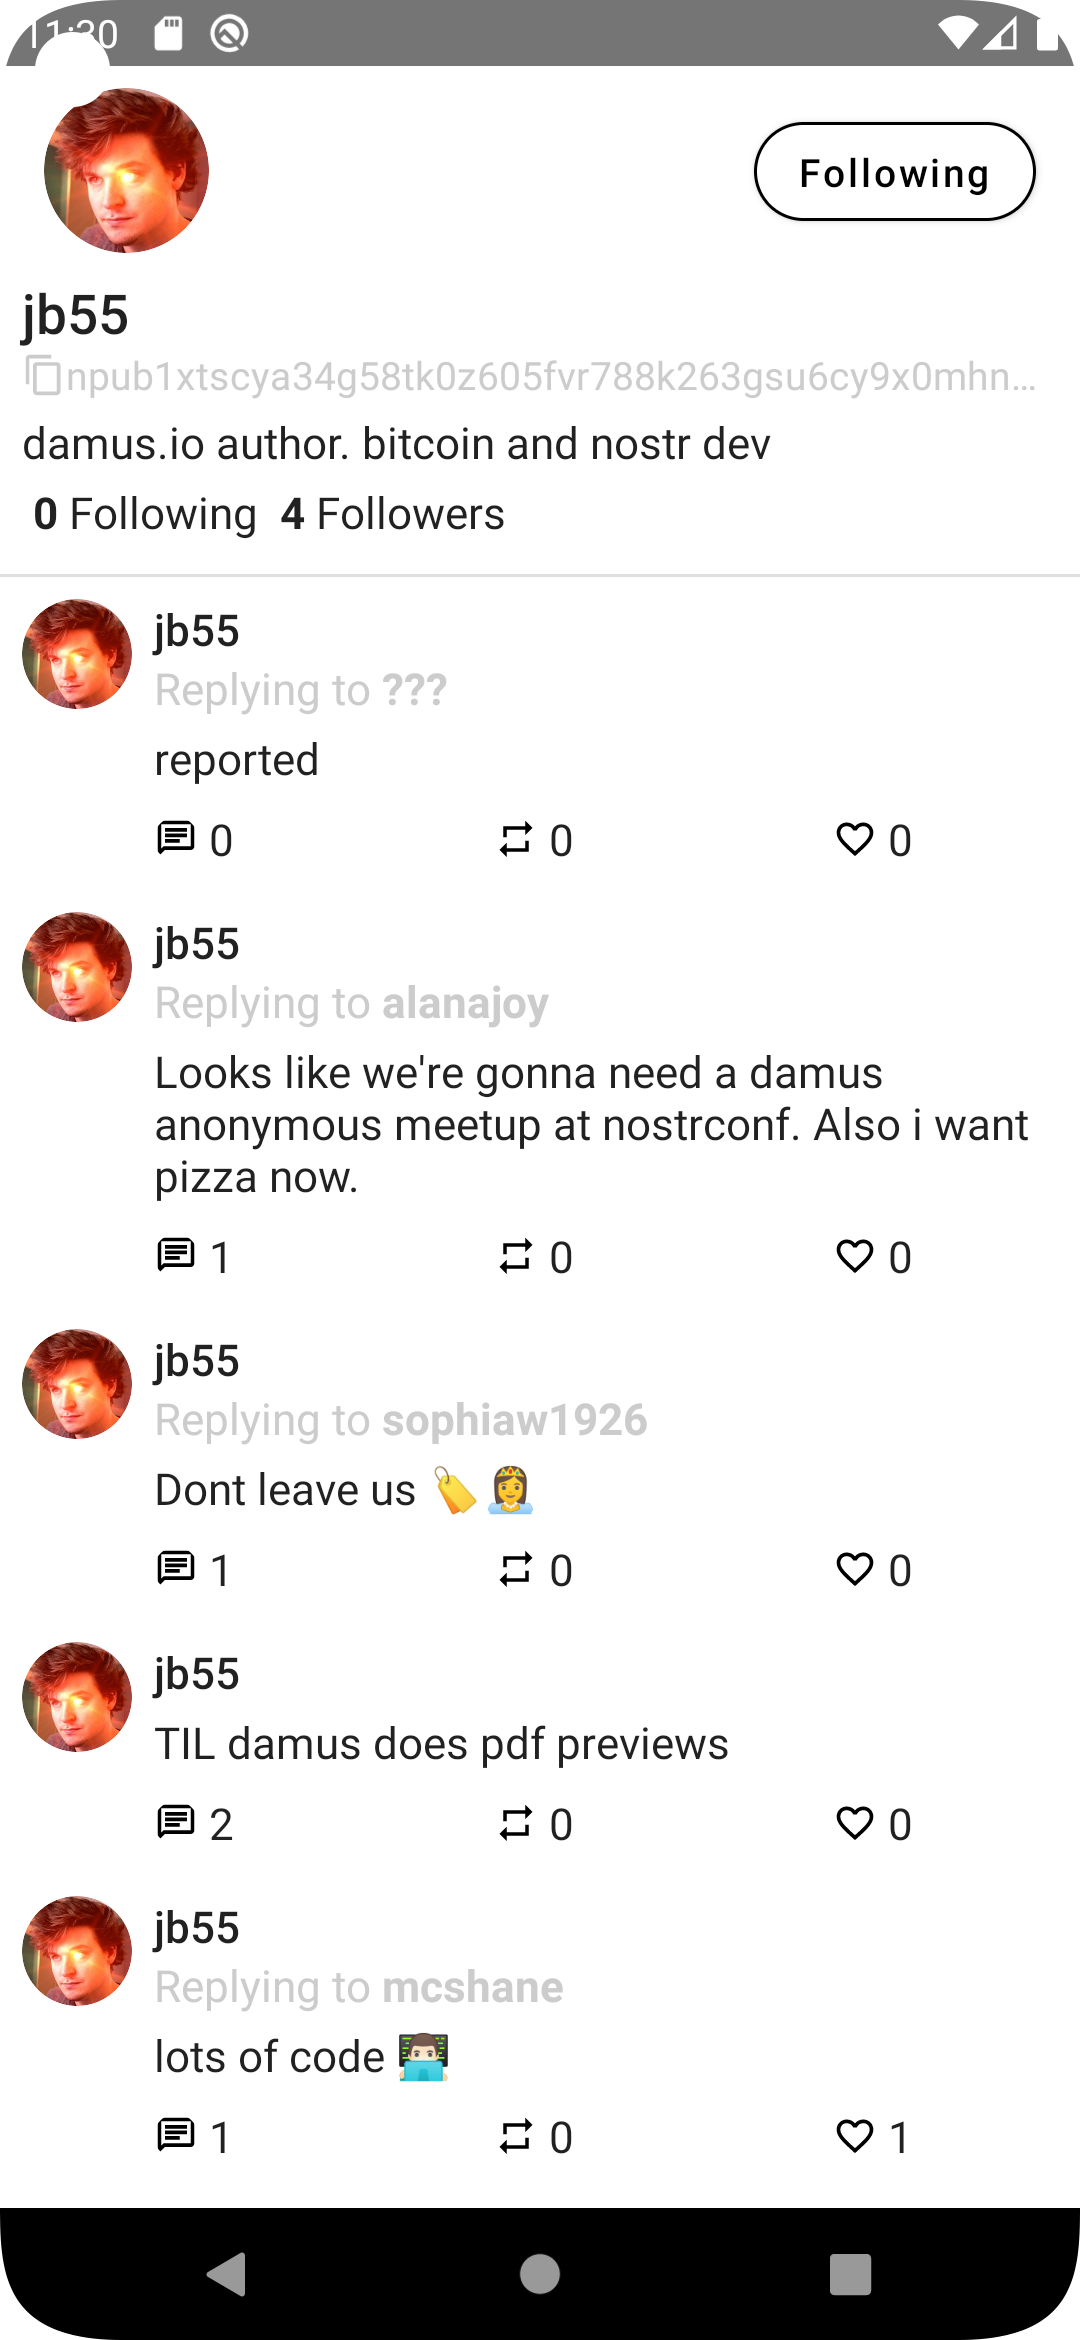 11:30
Following
jb55
npub1xtscya34g58tk0z605fvr788k263gsu6cy9x0mhn…
damus.io author. bitcoin and nostr dev
0 Following 4 Followers
jb55
Replying to ???
reported
0 0 0
jb55
Replying to alanajoy
Looks like we're gonna need a damus
anonymous meetup at nostrconf. Also i want
pizza now.
1 0 0
jb55
Replying to sophiaw1926
Dont leave us 🏷️👸
1 0 0
jb55
TIL damus does pdf previews
2 0 0
jb55
Replying to mcshane
lots of code 👨🏻‍💻
1 0 1